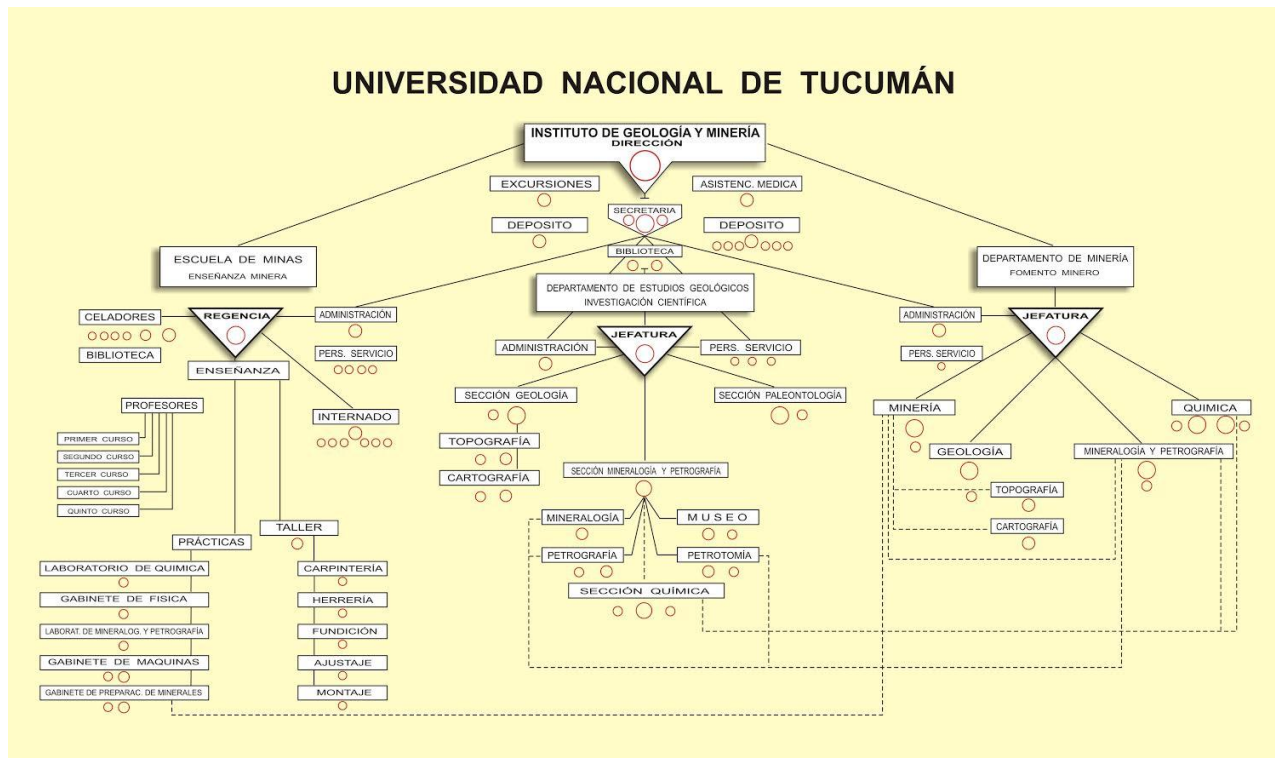 UNIVERSIDAD NACIONAL DE TUCUMÁN
INSTITUTO DE GEOLOGÍA Y MINERÍA
DIRECCIÓN
EXCURSIONES
ASISTENC. MEDICA
SECRETARIA
DEPOSITO
DEPOSITO
BIBLIOTECA
ESCUELA DE MINAS
ENSEÑANZA MINERA
DEPARTAMENTO DE ESTUDIOS GEOLÓGICOS
INVESTIGACIÓN CIENTÍFICA
DEPARTAMENTO DE MIERÍA
FOMENTO MINERO
CELADORES
REGENCIA
ADMINISTRACIÓN
BIBLIOTECA
PERS. SERVICIO
ENSEÑANZA
PROFESORES
INTERNADO
PRIMER CURSO
SEGUNDO CURSO
TERCER CURSO
CUARTO CURSO
QUINTO CURSO
TALLER
PRÁCTICAS
LABORATORIO DE QUIMICA
GABINETE DE FISICA
LABORAT. DE MINERALOG. Y PETROGRAFÍA
GABINETE DE MAQUINAS
GABINETE DE PREPARAC. DE MINERALES
CARPINTERÍA
HERRERÍA
FUNDICIÓN
AJUSTAJE
MONTAJE
JEFATURA
ADMINISTRACIÓN
PERS. SERVICIO
SECCIÓN GEOLOGÍA
SECCIÓN PALEONTOLOGÍA
TOPOGRAFÍA
CARTOGRAFÍA
SECCIÓN MINERALOGÍA Y PETROGRAFÍA
MINERALOGÍA
MUSEO
PETROGRAFÍA
PETROTOMÍA
SECCIÓN QUÍMICA
ADMINISTRACIÓN
JEFATURA
PERS. SERVICIO
MINERÍA
QUIMICA
GEOLOGÍA
MINERALOGÍA Y PETROGRAFÍA
TOPOGRAFÍA
CARTOGRAFÍA